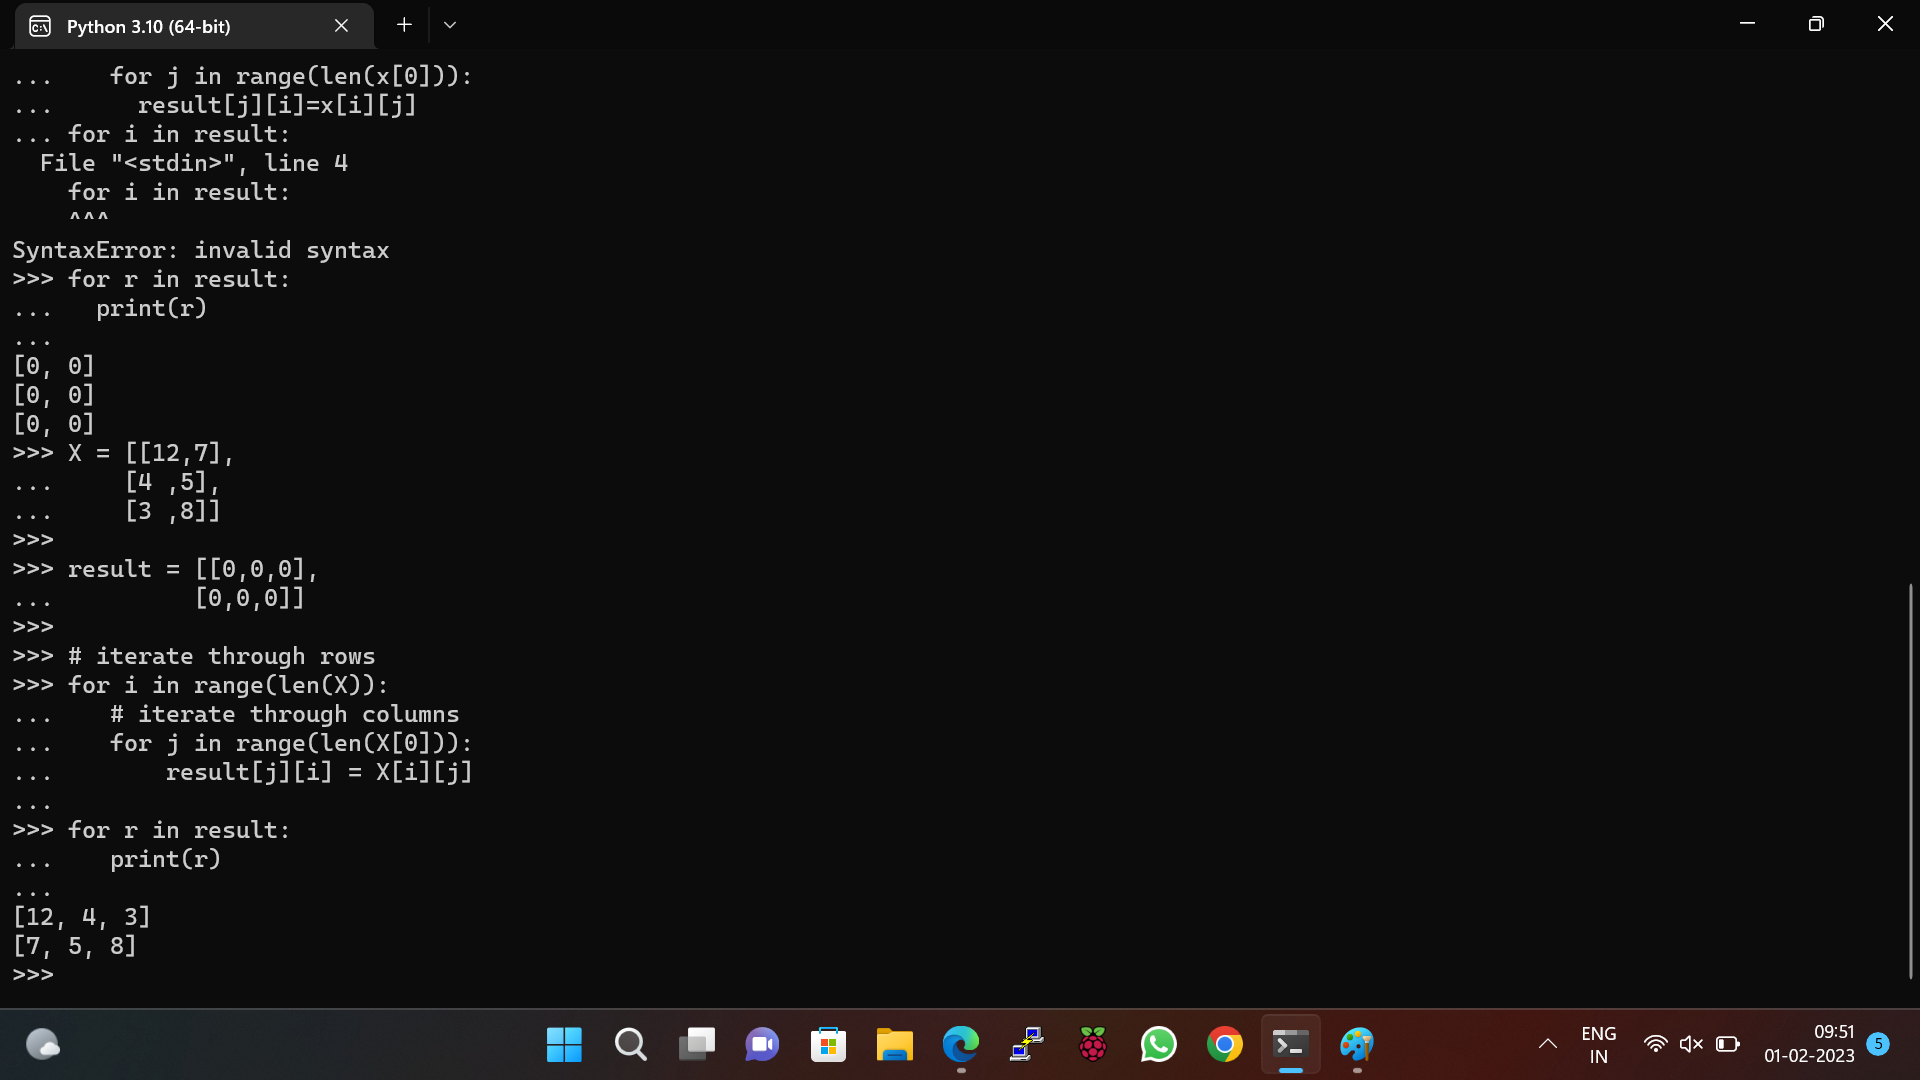 Python 3.10 (64-bit)
...    for j in range(len(x[0])):
...      result[j][i]=x[i][j]
... for i in result:
  File "<stdin>", line 4
    for i in result:
    ^^^
SyntaxError: invalid syntax
>>> for r in result:
...   print(r)
...
[0, 0]
[0, 0]
[0, 0]
>>> X = [[12,7],
...     [4 ,5],
...     [3 ,8]]
>>>
>>> result = [[0,0,0],
...          [0,0,0]]
>>>
>>> # iterate through rows
>>> for i in range(len(X)):
...    # iterate through columns
...    for j in range(len(X[0])):
...        result[j][i] = X[i][j]
...
>>> for r in result:
...    print(r)
...
[12, 4, 3]
[7, 5, 8]
>>>
ENG
IN
09:51
01-02-2023
5